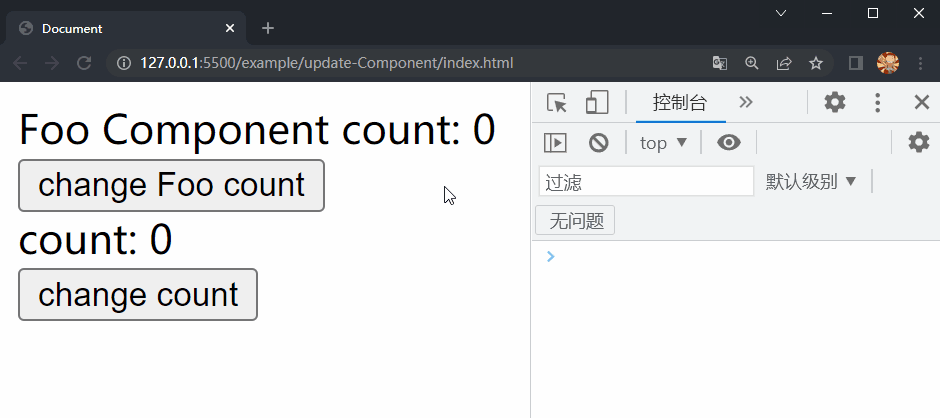 Document
127.0.0.1:5500/example/update-Component/index.html
Foo Component count: 0
change Foo count
count: 0
change count
控制台
top
过滤
默认级别
无问题